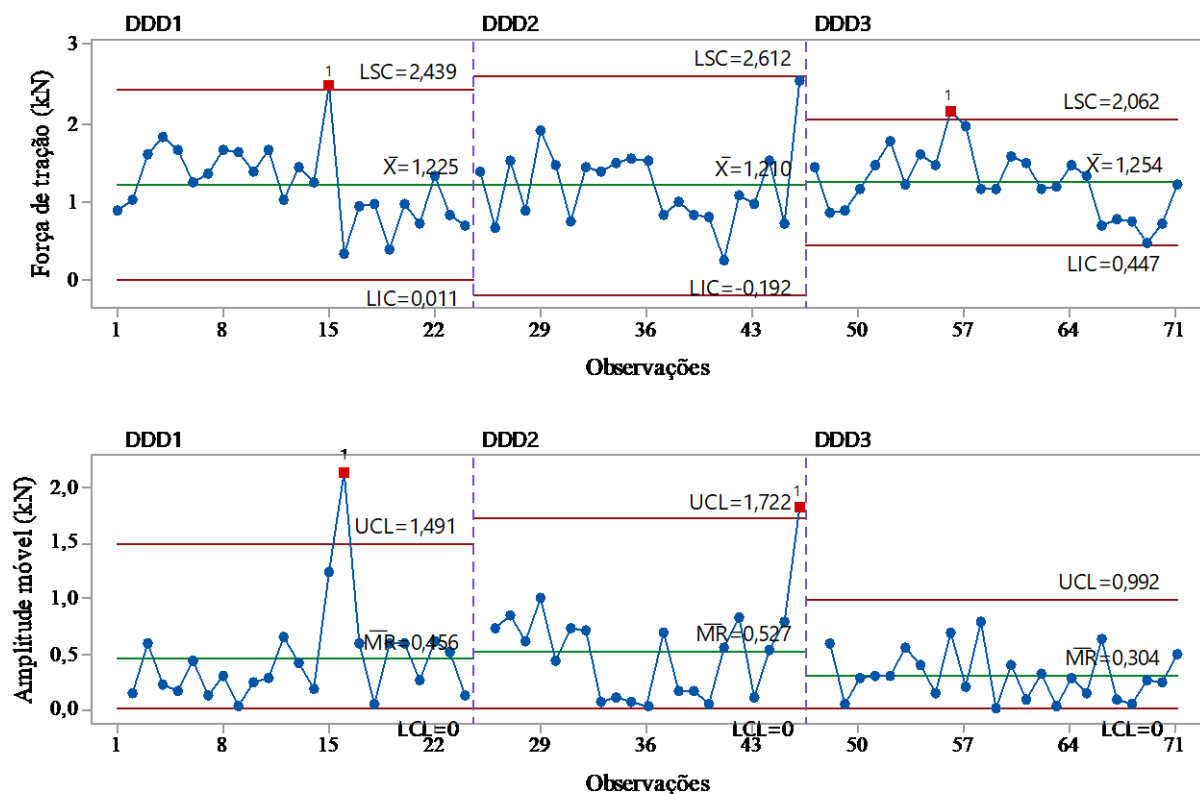 DDD1 DDD2 DDD3
Força de tração (kN)
3
2
1
0
1
LSC=2,439
X̅=1,225
LIC=0,011
LSC=2,612
X̅=1,210
LIC=-0,192
1
LSC=2,062
X̅=1,254
LIC=0,447
1 8 15 22 29 36 43 50 57 64 71
Observações
DDD1 DDD2 DDD3
Amplitude móvel (kN)
2,0
1,5
1,0
0,5
0,0
1
UCL=1,491
M̅R̅=0,456
LCL=0
1
UCL=1,722
M̅R̅=0,527
LCL=0
UCL=0,992
M̅R̅=0,304
LCL=0
1 8 15 22 29 36 43 50 57 64 71
Observações